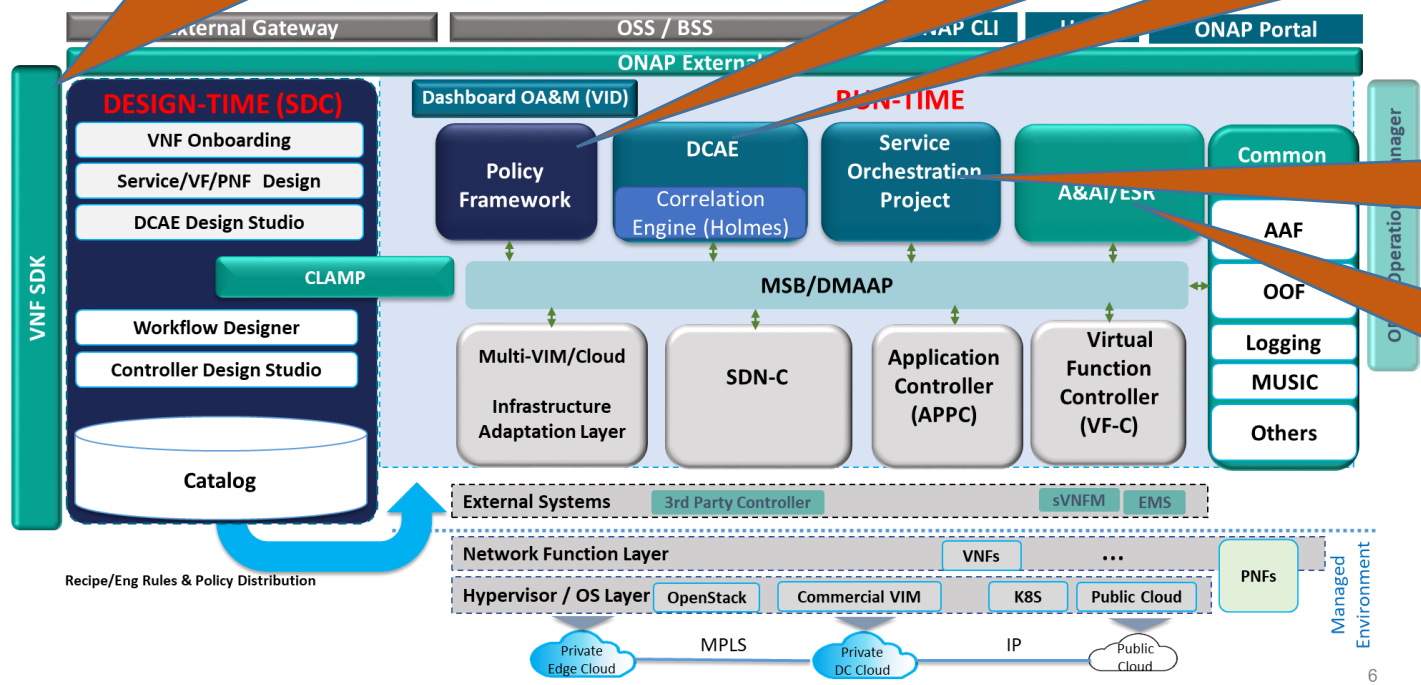 External Gateway
OSS / BSS
CLI
ONAP Portal
ONAP External
VNF SDK
DESIGN-TIME (SDC)
VNF Onboarding
Service/VF/PNF Design
DCAE Design Studio
CLAMP
Workflow Designer
Controller Design Studio
Catalog
Recipe/Eng Rules & Policy Distribution
Dashboard OA&M (VID)
RUN-TIME
Policy
Framework
DCAE
Correlation
Engine (Holmes)
Service
Orchestration
Project
A&AI/ESR
MSB/DMAAP
Multi-VIM/Cloud
Infrastructure
Adaptation Layer
SDN-C
Application
Controller
(APPC)
Virtual
Function
Controller
(VF-C)
Common
AAF
OOF
Logging
MUSIC
Others
External Systems
3rd Party Controller
sVNFM
EMS
Network Function Layer
VNFs
...
PNFs
Hypervisor / OS Layer
OpenStack
Commercial VIM
K8S
Public Cloud
Managed
Environment
Private
Edge Cloud
MPLS
Private
DC Cloud
IP
Public
Cloud
6